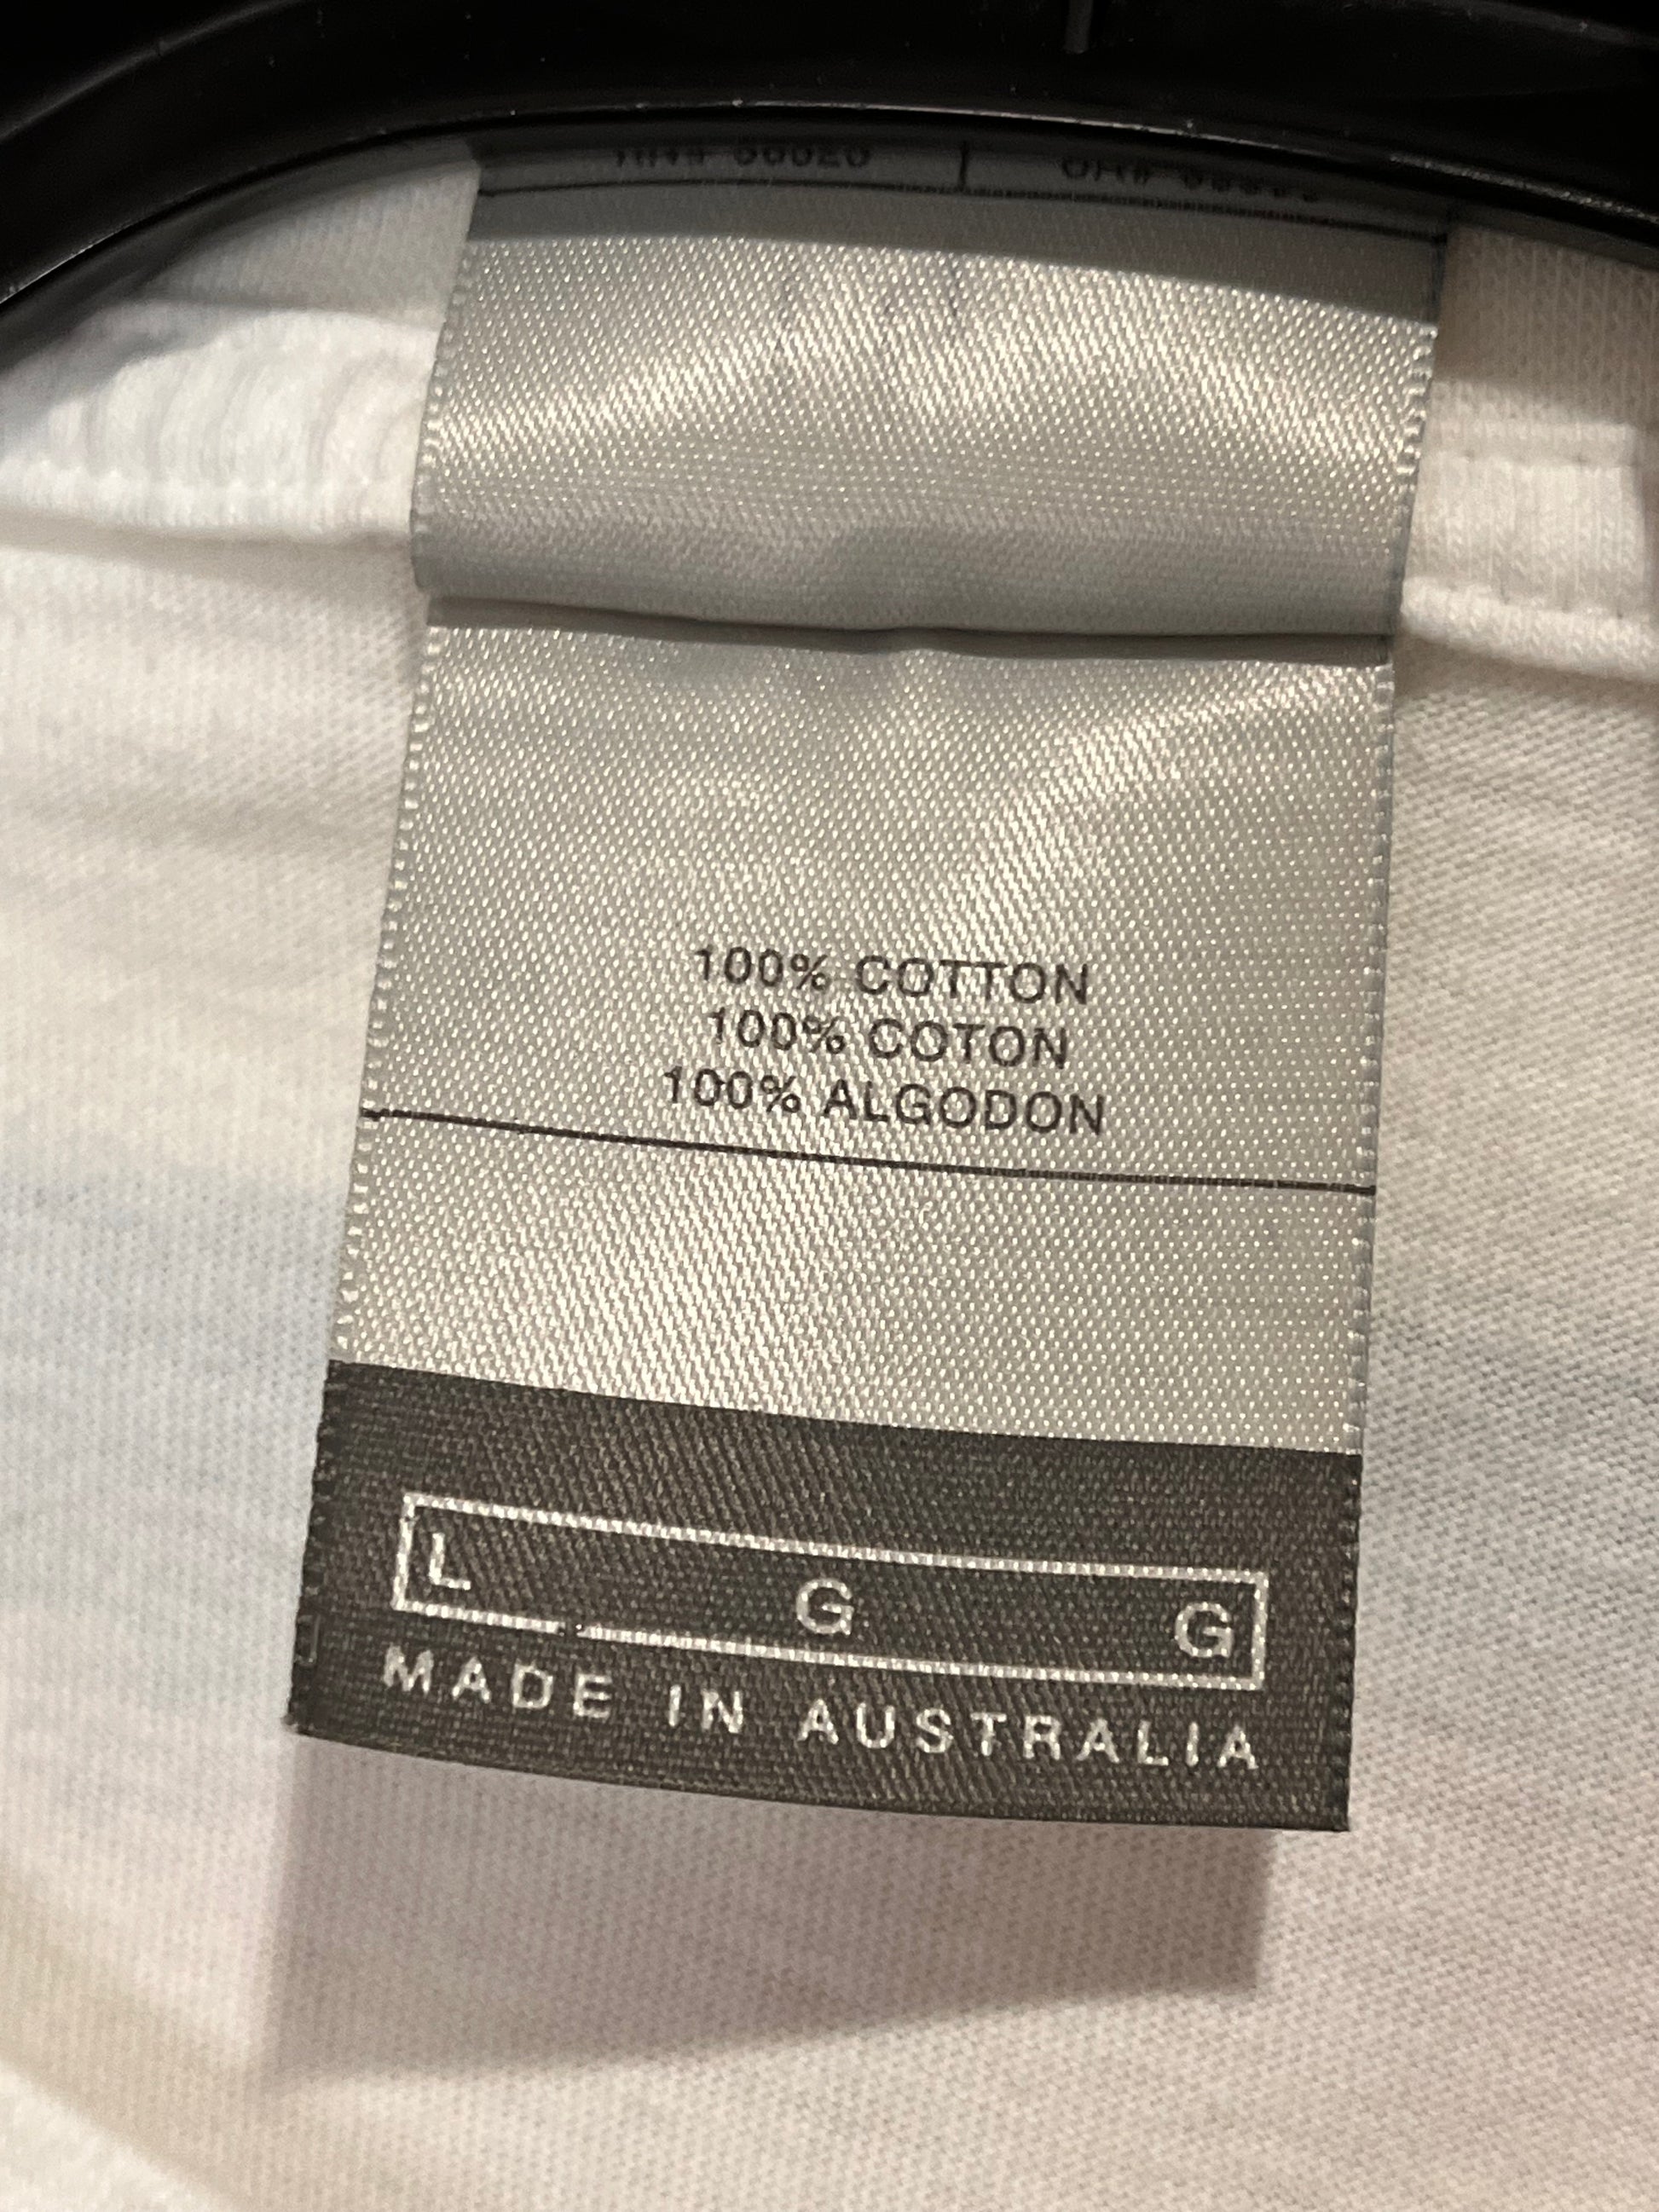 100% COTTON
100% COTON
100% ALGODON
L G G
MADE IN AUSTRALIA